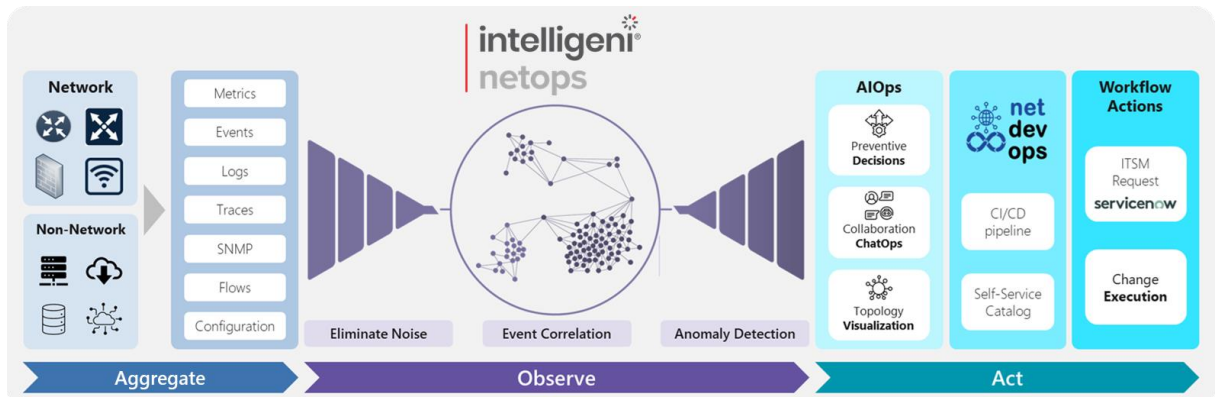 intelligeni®
netops
Network
Non-Network
Metrics
Events
Logs
Traces
SNMP
Flows
Configuration
Eliminate Noise
Event Correlation
Anomaly Detection
AIOps
Preventive
Decisions
Collaboration
ChatOps
Topology
Visualization
net
dev
ops
CI/CD
pipeline
Self-Service
Catalog
Workflow
Actions
ITSM
Request
servicenow
Change
Execution
Aggregate
Observe
Act